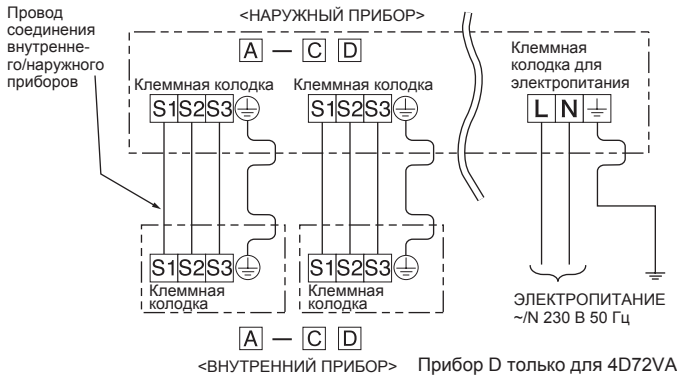 Провод
соединения
внутренне-
го/наружного
приборов
<НАРУЖНЫЙ ПРИБОР>
A — C D
Клеммная колодка
S1 S2 S3
Клеммная колодка
S1 S2 S3
Клеммная
колодка для
электропитания
L N
S1 S2 S3
Клеммная
колодка
S1 S2 S3
Клеммная
колодка
ЭЛЕКТРОПИТАНИЕ
~/N 230 В 50 Гц
A — C D
<ВНУТРЕННИЙ ПРИБОР>
Прибор D только для 4D72VA